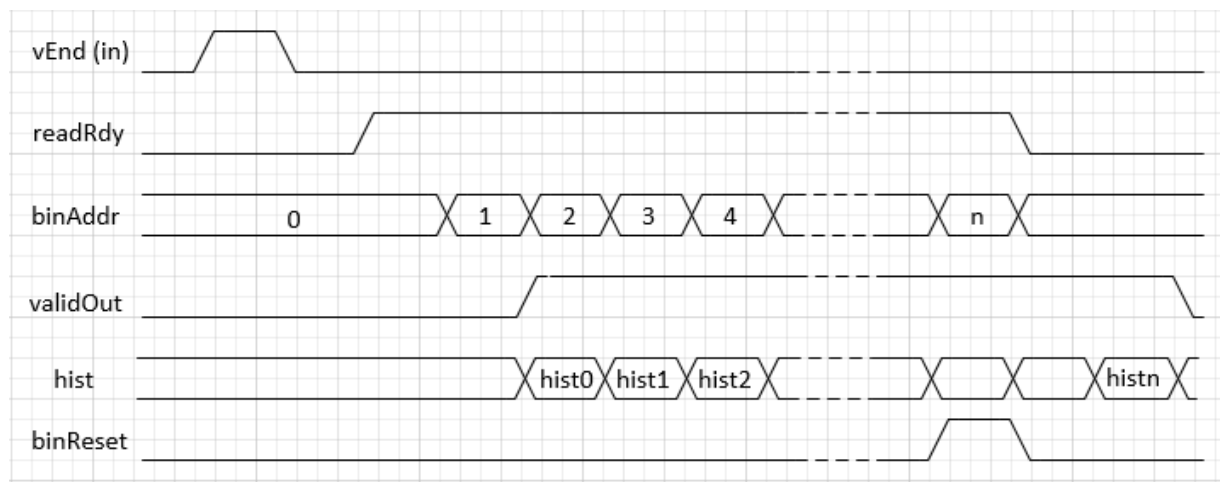 vEnd (in)
readRdy
binAddr 0 1 2 3 4 n
validOut
hist hist0 hist1 hist2 histn
binReset